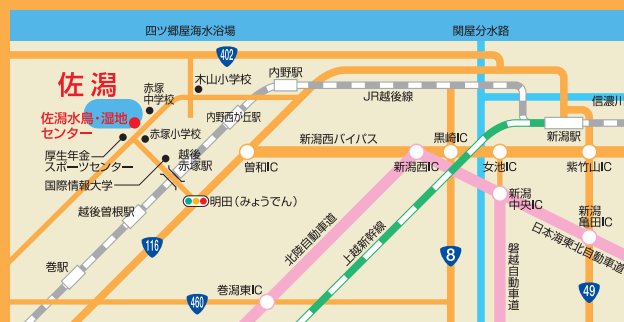 四ツ郷屋海水浴場
関屋分水路
402
佐潟
赤塚
中学校
木山小学校
内野駅
JR越後線
信濃川
佐潟水鳥・湿地
センター
内野西が丘駅
赤塚小学校
新潟西バイパス
黒崎IC
新潟駅
厚生年金
スポーツセンター
越後
赤塚駅
曽和IC
新潟西IC
女池IC
紫竹山IC
国際情報大学
明田(みょうでん)
新潟
中央IC
越後曽根駅
新潟
亀田IC
北陸自動車道
上越新幹線
日本海東北自動車道
116
磐越自動車道
8
巻駅
巻潟東IC
460
49